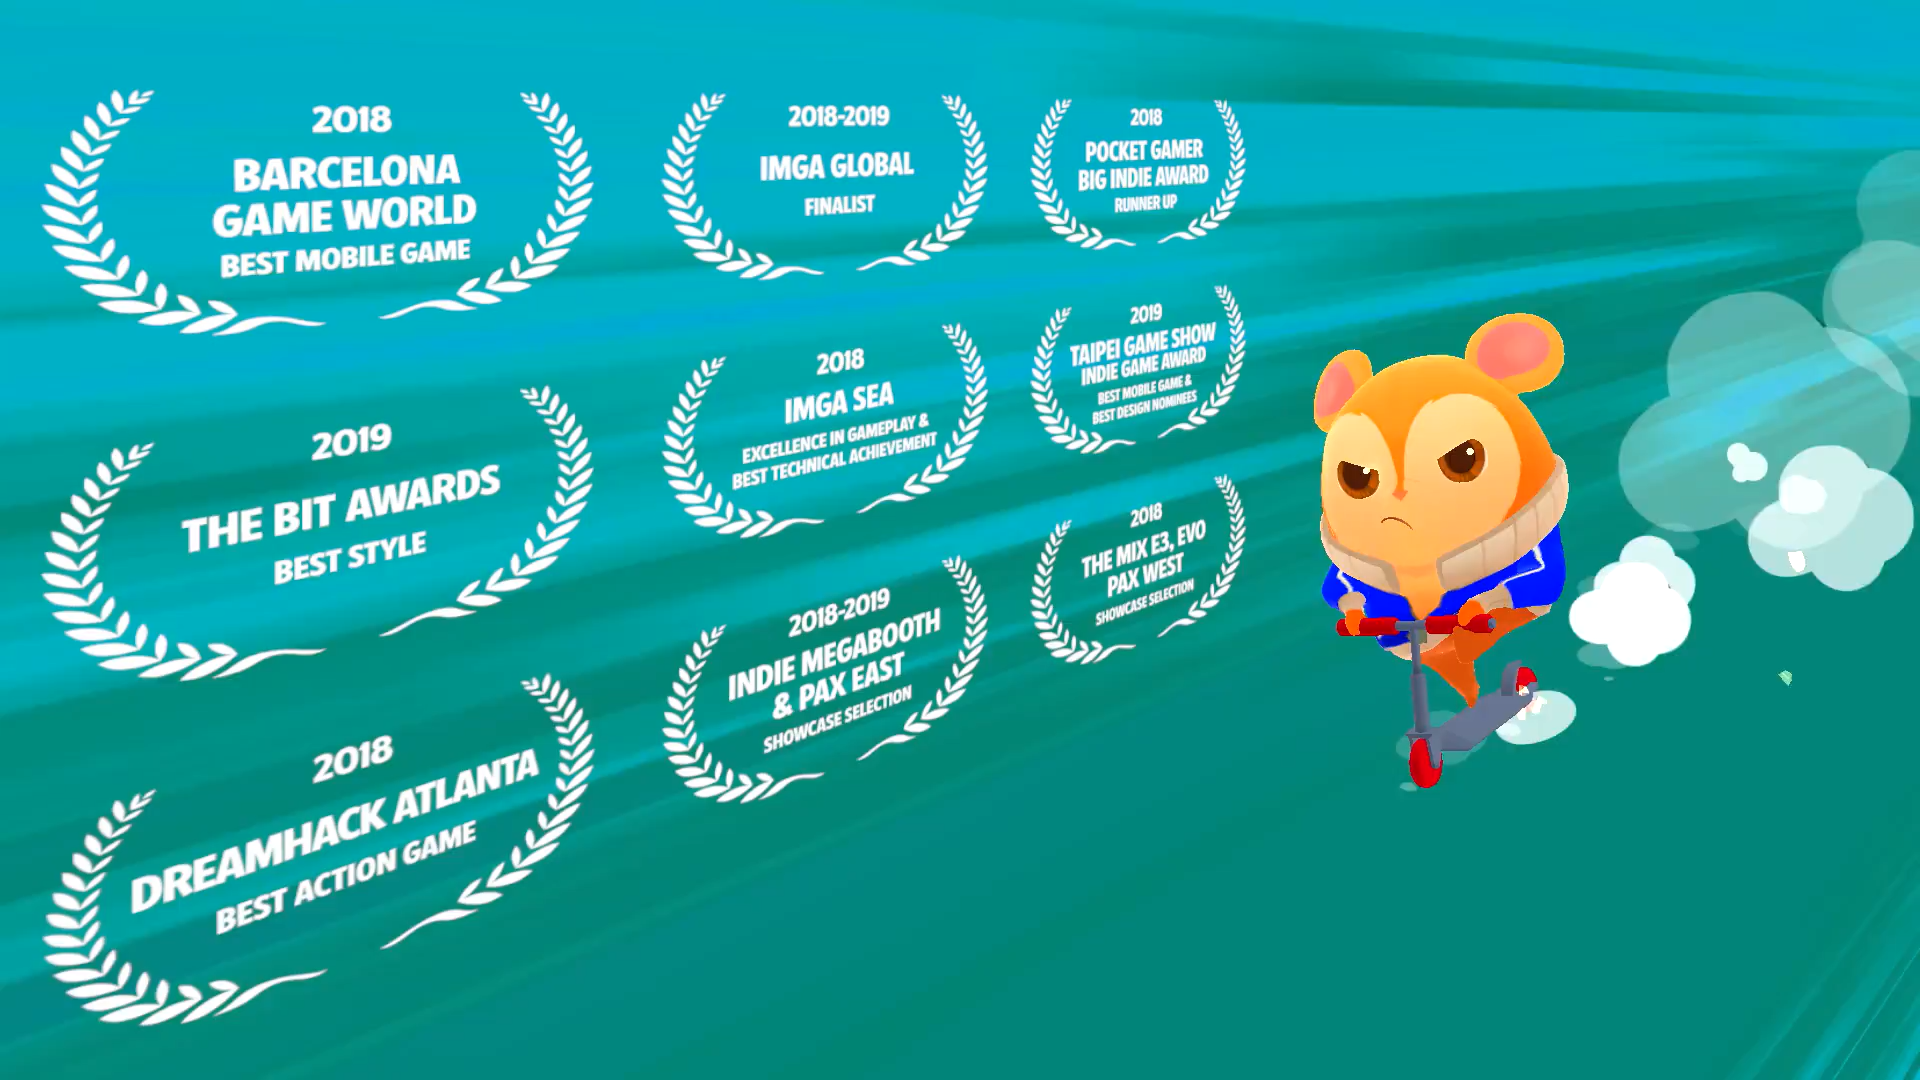 2018
BARCELONA
GAME WORLD
BEST MOBILE GAME
2018-2019
IMGA GLOBAL
FINALIST
2018
POCKET GAMER
BIG INDIE AWARD
RUNNER UP
2019
THE BIT AWARDS
BEST STYLE
2018
IMGA SEA
EXCELLENCE IN GAMEPLAY &
BEST TECHNICAL ACHIEVEMENT
2019
TAIPEI GAME SHOW
INDIE GAME AWARD
BEST MOBILE GAME &
BEST DESIGN NOMINEES
2018
DREAMHACK ATLANTA
BEST ACTION GAME
2018-2019
INDIE MEGABOOTH
& PAX EAST
SHOWCASE SELECTION
2018
THE MIX E3, EVO
PAX WEST
SHOWCASE SELECTION